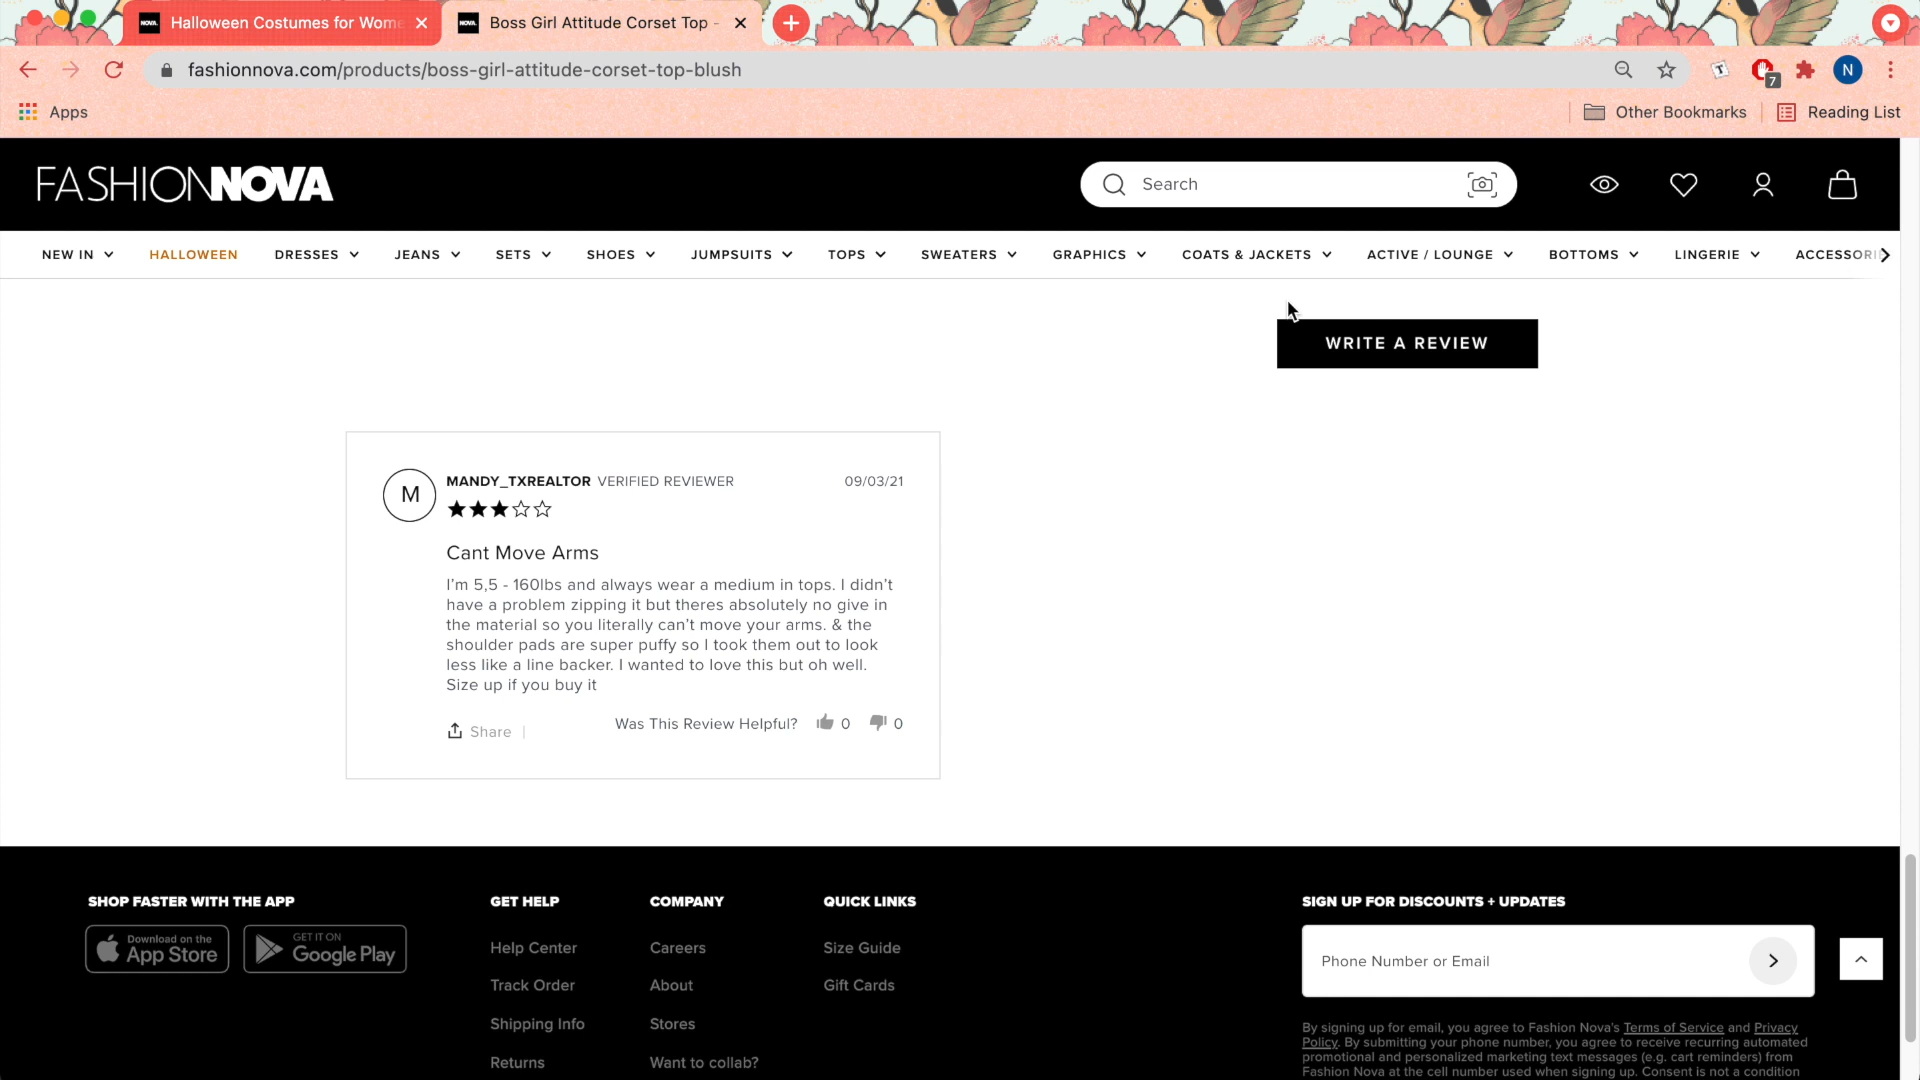 NOVA Halloween Costumes for Wome
NOVA Boss Girl Attitude Corset Top -
fashionnova.com/products/boss-girl-attitude-corset-top-blush
7
N
Apps
Other Bookmarks
Reading List
FASHIONNOVA
Search
NEW IN
HALLOWEEN
DRESSES
JEANS
SETS
SHOES
JUMPSUITS
TOPS
SWEATERS
GRAPHICS
COATS & JACKETS
ACTIVE / LOUNGE
BOTTOMS
LINGERIE
ACCESSORI
WRITE A REVIEW
M
MANDY_TXREALTOR VERIFIED REVIEWER
09/03/21
Cant Move Arms
I'm 5,5 - 160lbs and always wear a medium in tops. I didn't
have a problem zipping it but theres absolutely no give in
the material so you literally can't move your arms. & the
shoulder pads are super puffy so I took them out to look
less like a line backer. I wanted to love this but oh well.
Size up if you buy it
Share |
Was This Review Helpful? 0 0
SHOP FASTER WITH THE APP
Download on the
App Store
GET IT ON
Google Play
GET HELP
Help Center
Track Order
Shipping Info
Returns
COMPANY
Careers
About
Stores
Want to collab?
QUICK LINKS
Size Guide
Gift Cards
SIGN UP FOR DISCOUNTS + UPDATES
Phone Number or Email
By signing up for email, you agree to Fashion Nova's Terms of Service and Privacy
Policy. By submitting your phone number, you agree to receive recurring automated
promotional and personalized marketing text messages (e.g. cart reminders) from
Fashion Nova at the cell number used when signing up. Consent is not a condition